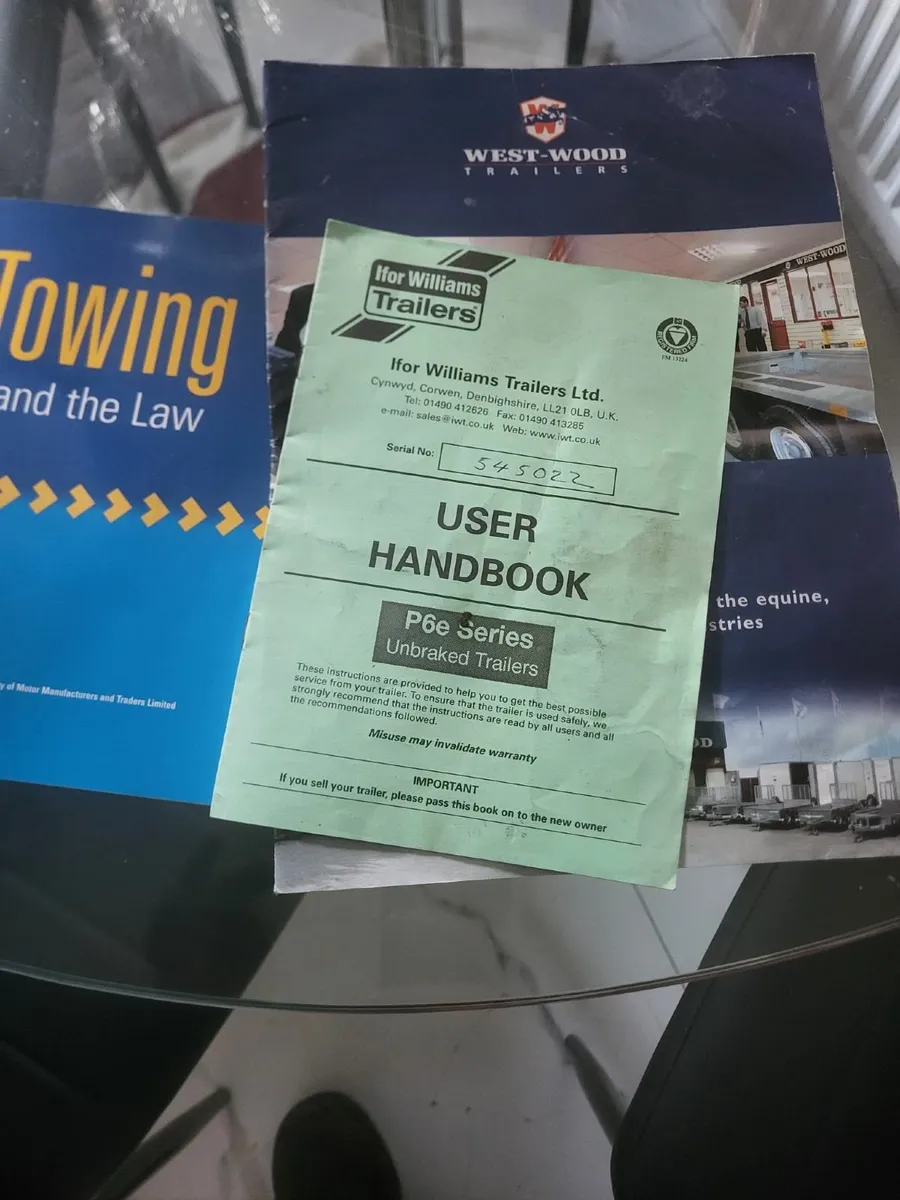 WEST-WOOD
TRAILERS
WEST-WOOD
the equine,
stries
Towing
and the Law
y of Motor Manufacturers and Traders Limited
Ifor Williams
Trailers
REGISTERED FIRM
FM 13224
Ifor Williams Trailers Ltd.
Cynwyd, Corwen, Denbighshire, LL21 0LB, U.K.
Tel: 01490 412626 Fax: 01490 413285
e-mail: sales@iwt.co.uk Web: www.iwt.co.uk
Serial No: 545022
USER
HANDBOOK
P6e Series
Unbraked Trailers
These instructions are provided to help you to get the best possible
service from your trailer. To ensure that the trailer is used safely, we
strongly recommend that the instructions are read by all users and all
the recommendations followed.
Misuse may invalidate warranty
IMPORTANT
If you sell your trailer, please pass this book on to the new owner